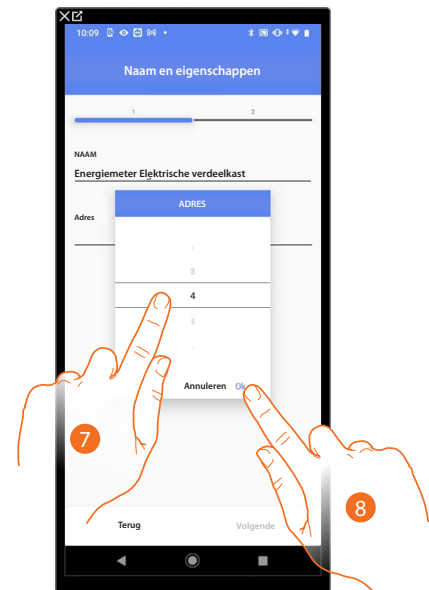 10:09
Naam en eigenschappen
1 2
NAAM
Energiemeter Elektrische verdeelkast
ADRES
Adres
3
4
5
Annuleren Ok
7
8
Terug Volgende